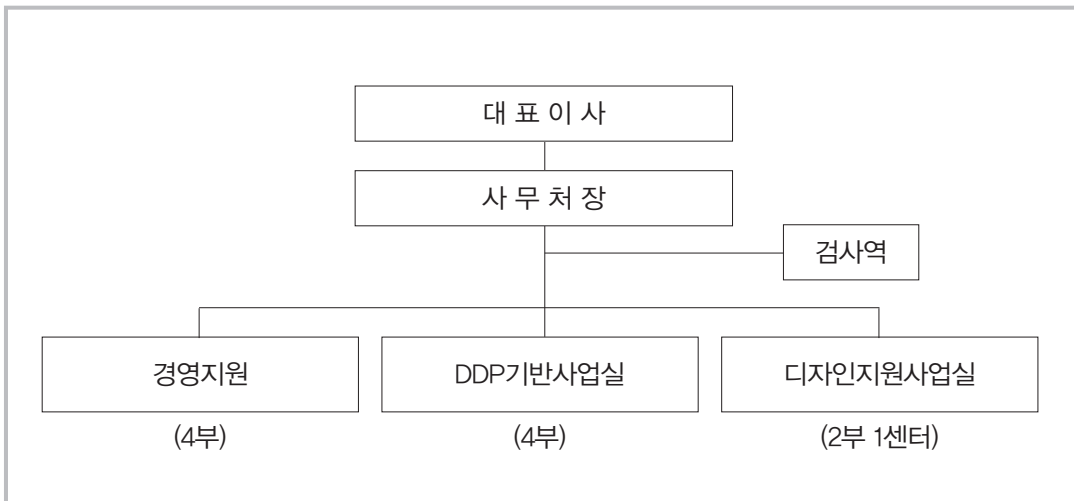 대 표 이 사
사 무 처 장
검사역
경영지원
DDP기반사업실
디자인지원사업실
(4부)
(4부)
(2부 1센터)